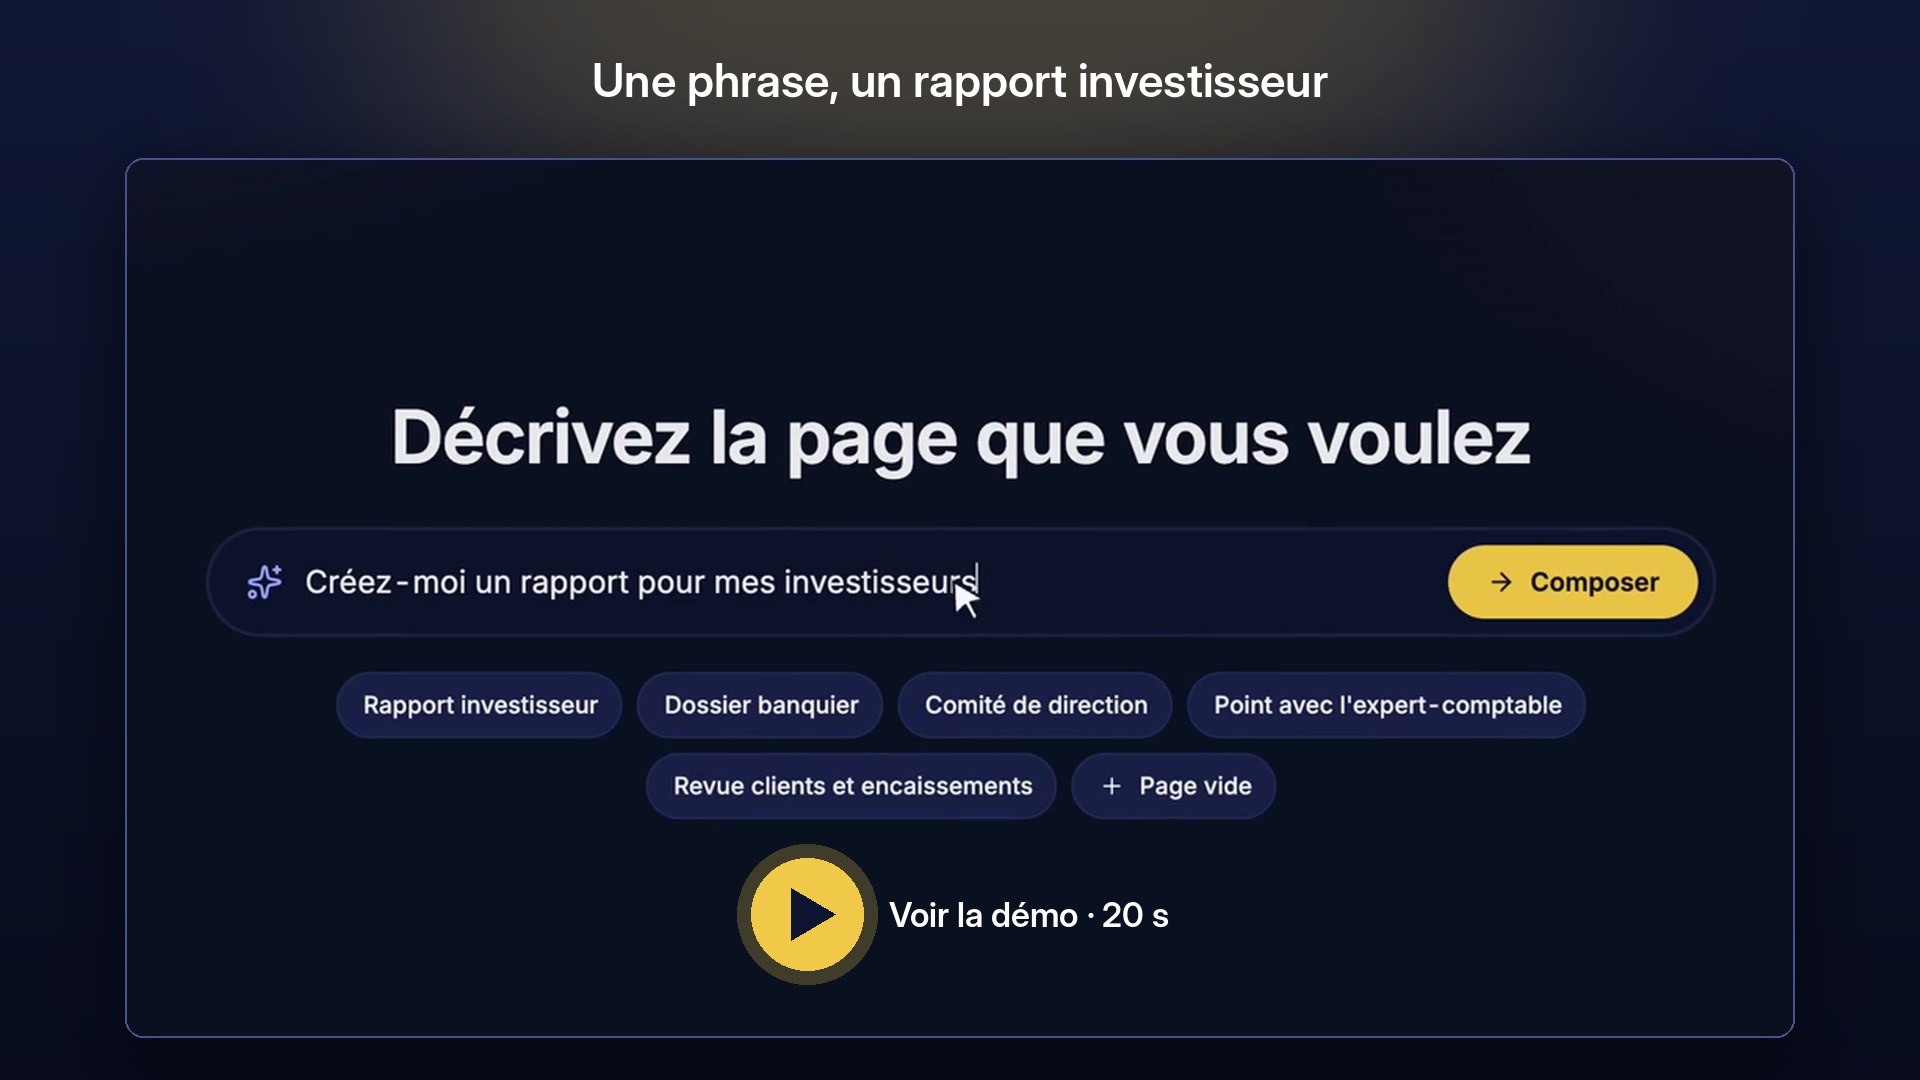 Une phrase, un rapport investisseur
Décrivez la page que vous voulez
Créez-moi un rapport pour mes investisseurs
Composer
Rapport investisseur
Dossier banquier
Comité de direction
Point avec l'expert-comptable
Revue clients et encaissements
+ Page vide
Voir la démo · 20 s